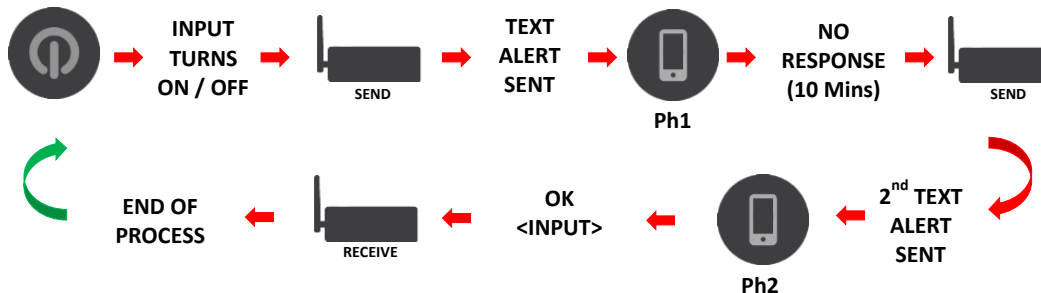 INPUT
TURNS
ON / OFF
SEND
TEXT
ALERT
SENT
Ph1
NO
RESPONSE
(10 Mins)
SEND
2nd TEXT
ALERT
SENT
Ph2
OK
<INPUT>
RECEIVE
END OF
PROCESS